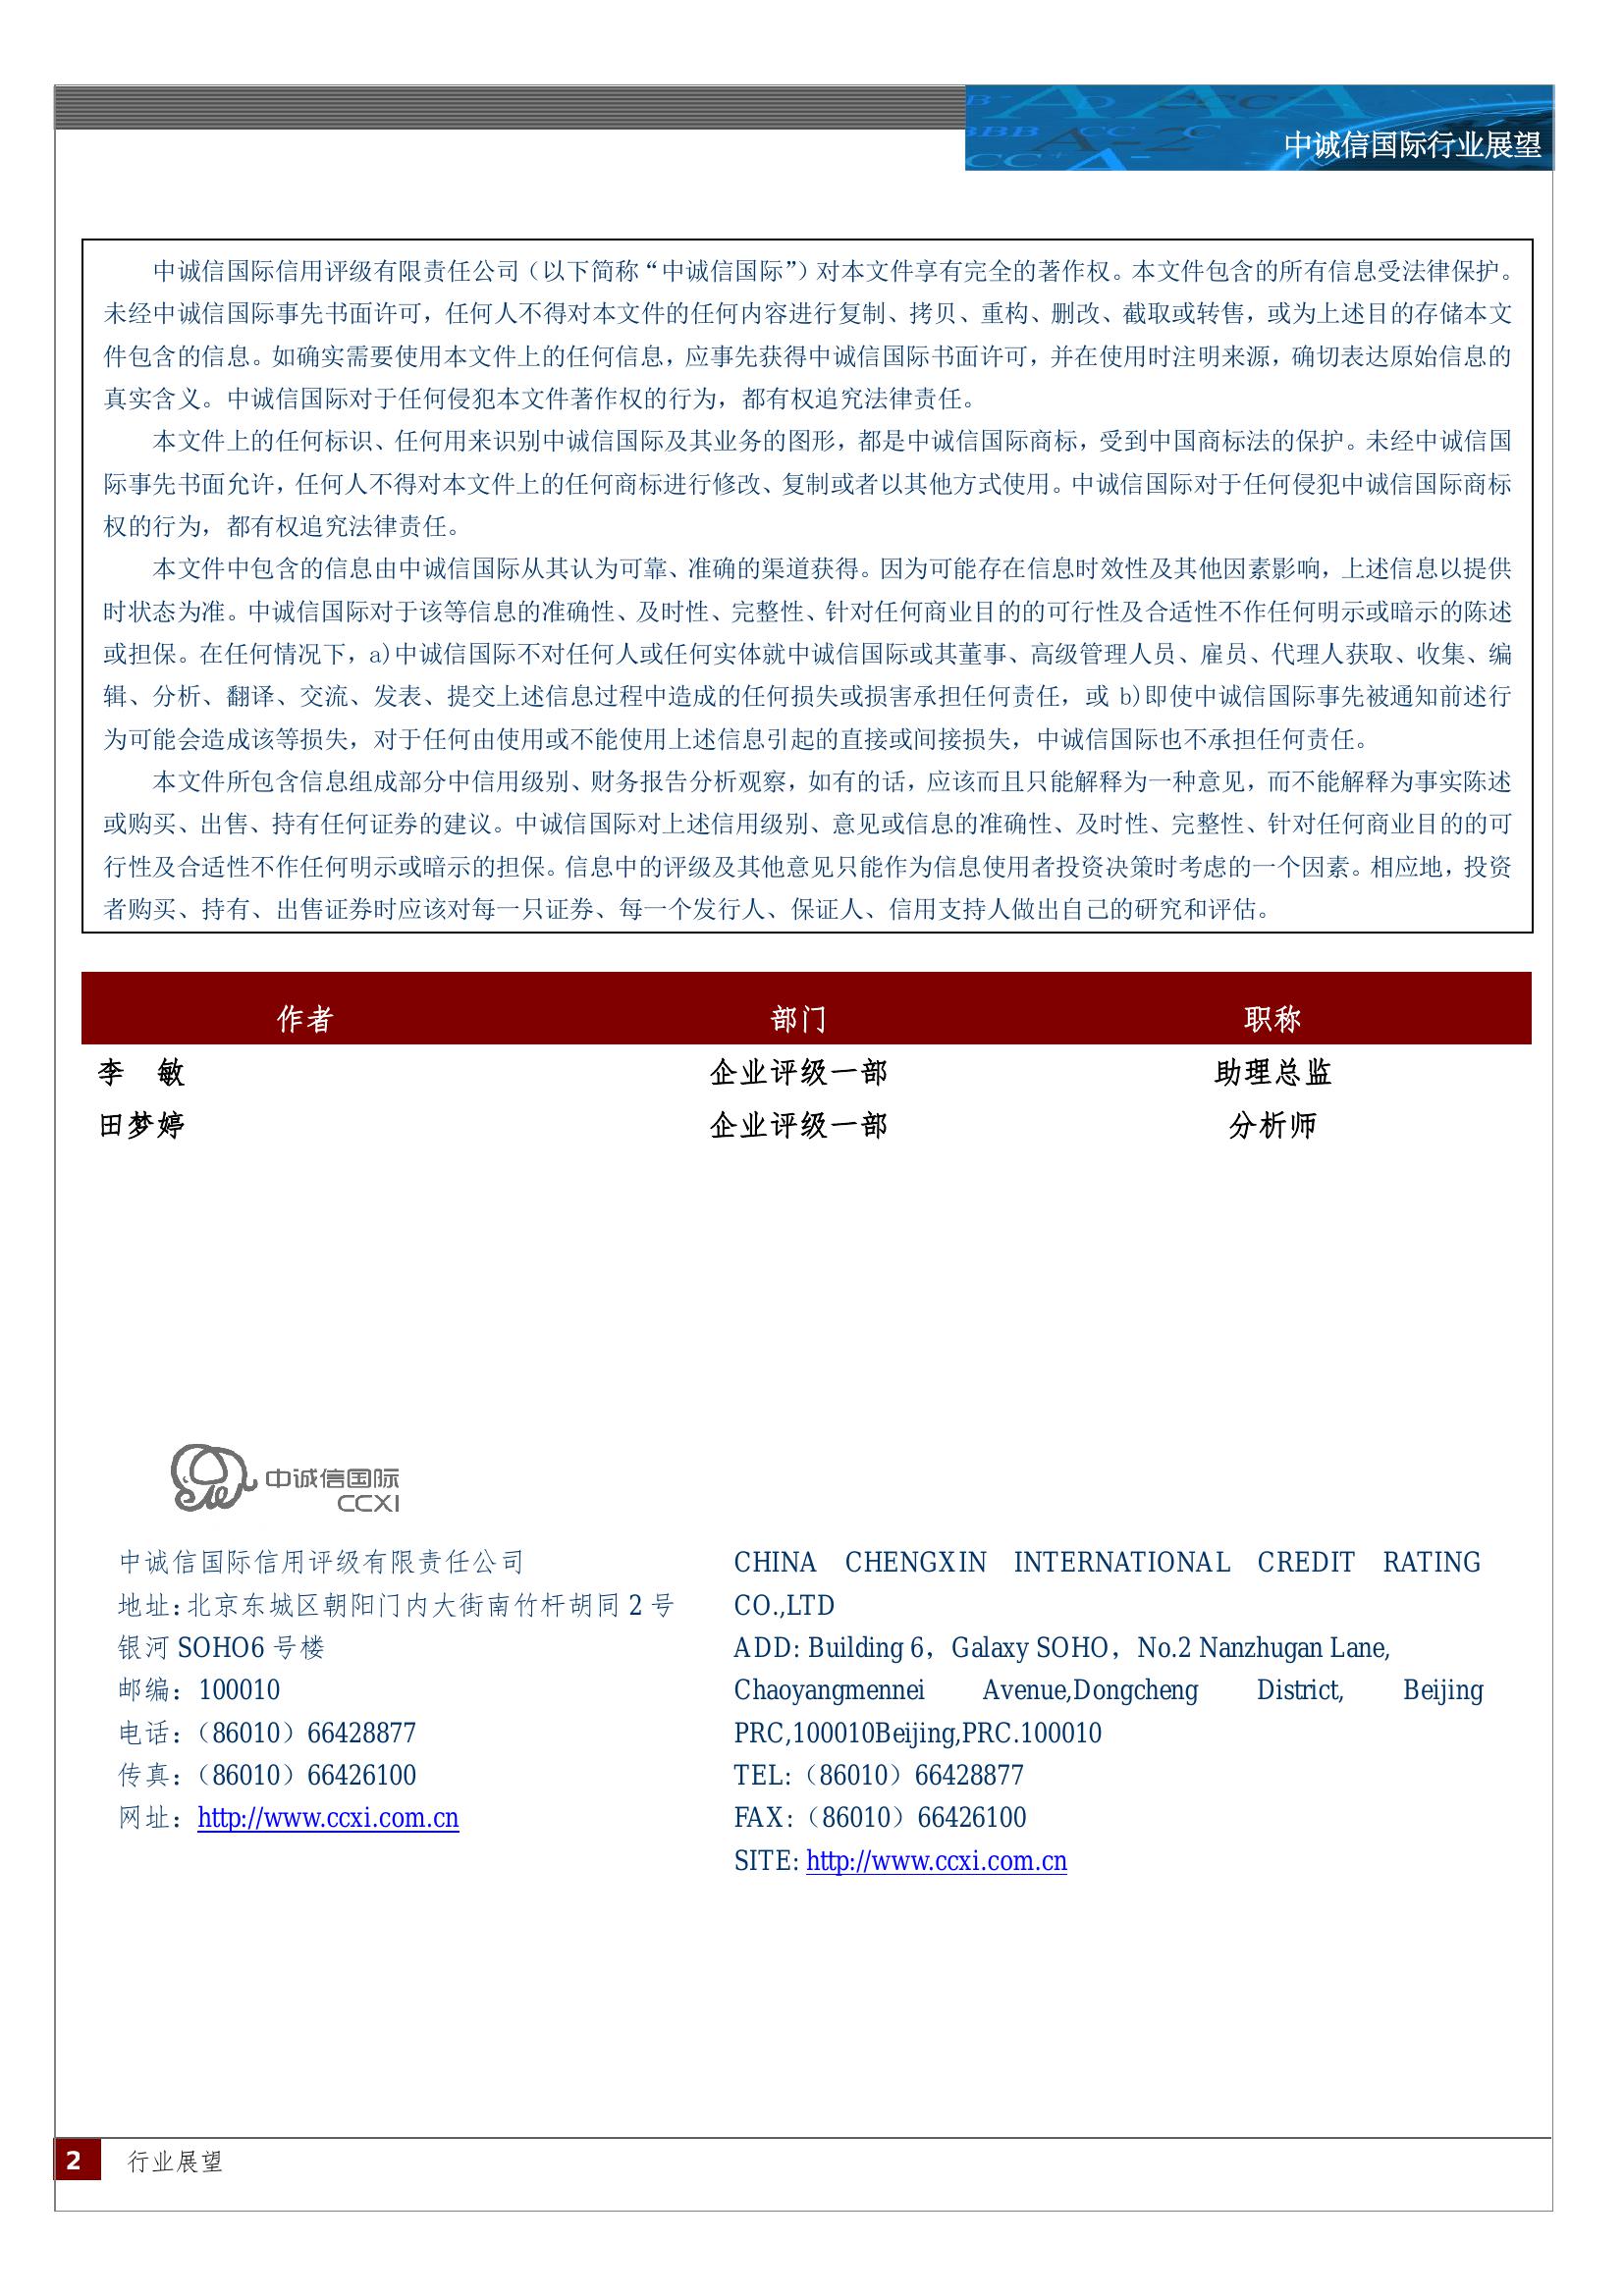 中诚信国际行业展望
中诚信国际信用评级有限责任公司（以下简称“中诚信国际”）对本文件享有完全的著作权。本文件包含的所有信息受法律保护。
未经中诚信国际事先书面许可，任何人不得对本文件的任何内容进行复制、拷贝、重构、删改、截取或转售，或为上述目的存储本文
件包含的信息。如确实需要使用本文件上的任何信息，应事先获得中诚信国际书面许可，并在使用时注明来源，确切表达原始信息的
真实含义。中诚信国际对于任何侵犯本文件著作权的行为，都有权追究法律责任。
本文件上的任何标识、任何用来识别中诚信国际及其业务的图形，都是中诚信国际商标，受到中国商标法的保护。未经中诚信国
际事先书面允许，任何人不得对本文件上的任何商标进行修改、复制或者以其他方式使用。中诚信国际对于任何侵犯中诚信国际商标
权的行为，都有权追究法律责任。
本文件中包含的信息由中诚信国际从其认为可靠、准确的渠道获得。因为可能存在信息时效性及其他因素影响，上述信息以提供
时状态为准。中诚信国际对于该等信息的准确性、及时性、完整性、针对任何商业目的的可行性及合适性不作任何明示或暗示的陈述
或担保。在任何情况下，a)中诚信国际不对任何人或任何实体就中诚信国际或其董事、高级管理人员、雇员、代理人获取、收集、编
辑、分析、翻译、交流、发表、提交上述信息过程中造成的任何损失或损害承担任何责任，或 b)即使中诚信国际事先被通知前述行
为可能会造成该等损失，对于任何由使用或不能使用上述信息引起的直接或间接损失，中诚信国际也不承担任何责任。
本文件所包含信息组成部分中信用级别、财务报告分析观察，如有的话，应该而且只能解释为一种意见，而不能解释为事实陈述
或购买、出售、持有任何证券的建议。中诚信国际对上述信用级别、意见或信息的准确性、及时性、完整性、针对任何商业目的的可
行性及合适性不作任何明示或暗示的担保。信息中的评级及其他意见只能作为信息使用者投资决策时考虑的一个因素。相应地，投资
者购买、持有、出售证券时应该对每一只证券、每一个发行人、保证人、信用支持人做出自己的研究和评估。
作者 部门 职称
李　敏 企业评级一部 助理总监
田梦婷 企业评级一部 分析师
中诚信国际
CCXI
中诚信国际信用评级有限责任公司
地址：北京东城区朝阳门内大街南竹杆胡同 2 号
银河 SOHO6 号楼
邮编：100010
电话：（86010）66428877
传真：（86010）66426100
网址：http://www.ccxi.com.cn
CHINA CHENGXIN INTERNATIONAL CREDIT RATING
CO.,LTD
ADD: Building 6，Galaxy SOHO，No.2 Nanzhugan Lane,
Chaoyangmennei Avenue,Dongcheng District, Beijing
PRC,100010Beijing,PRC.100010
TEL:（86010）66428877
FAX:（86010）66426100
SITE: http://www.ccxi.com.cn
2 行业展望